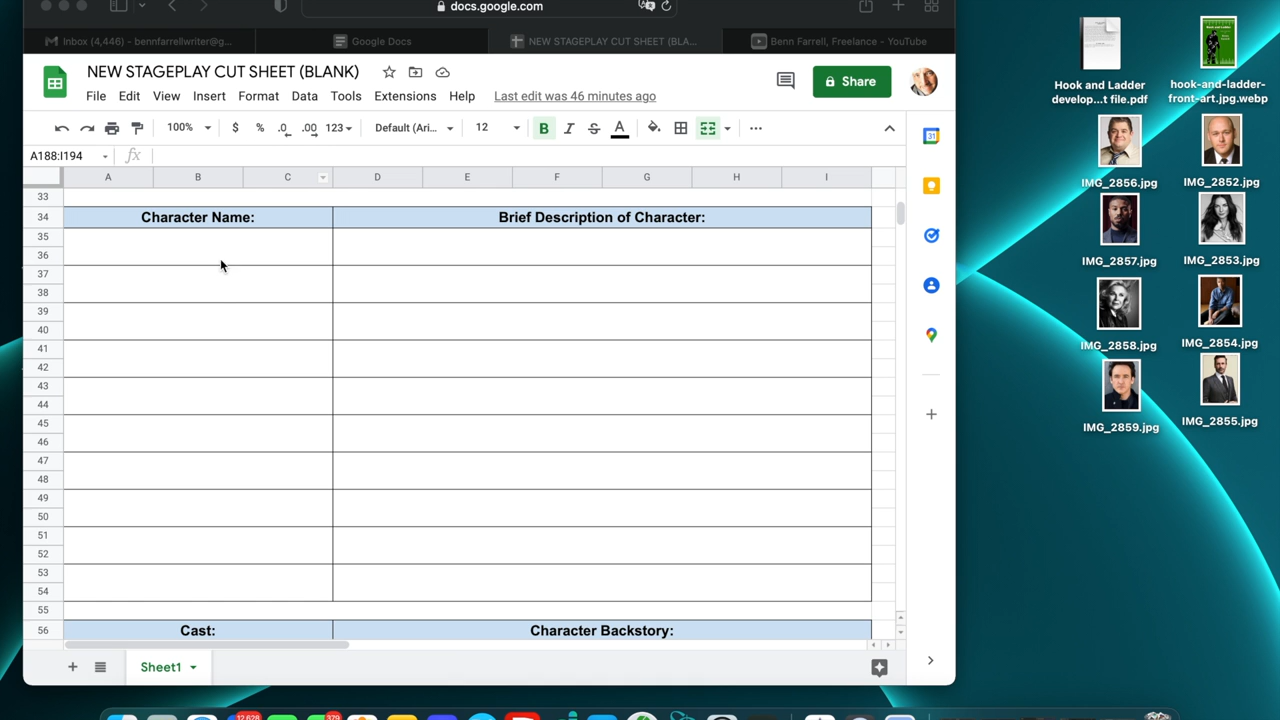 docs.google.com
Inbox (4,446) - bennfarrellwriter@g...
Google Docs
NEW STAGEPLAY CUT SHEET (BLA...
Benn Farrell, Freelance - YouTube
NEW STAGEPLAY CUT SHEET (BLANK)
Share
File Edit View Insert Format Data Tools Extensions Help Last edit was 46 minutes ago
100% $ % .0 .00 123 Default (Ari... 12 B I S A
A188:I194 fx
A B C D E F G H I
33
34 Character Name: Brief Description of Character:
35
36
37
38
39
40
41
42
43
44
45
46
47
48
49
50
51
52
53
54
55
56 Cast: Character Backstory:
Sheet1
31
Hook and Ladder
develop...t file.pdf
hook-and-ladder-
front-art.jpg.webp
IMG_2856.jpg
IMG_2852.jpg
IMG_2857.jpg
IMG_2853.jpg
IMG_2858.jpg
IMG_2854.jpg
IMG_2859.jpg
IMG_2855.jpg
12,628
379